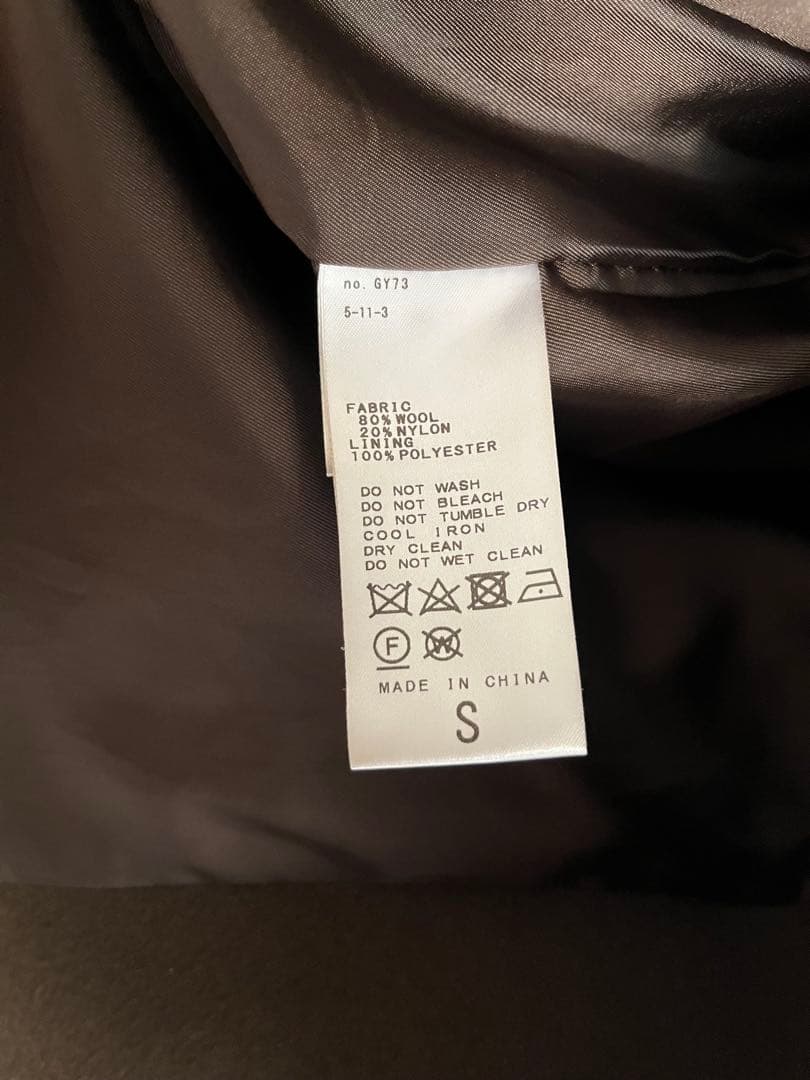 no. GY73
5-11-3
FABRIC
80% WOOL
20% NYLON
LINING
100% POLYESTER
DO NOT WASH
DO NOT BLEACH
DO NOT TUMBLE DRY
COOL IRON
DRY CLEAN
DO NOT WET CLEAN
F W
MADE IN CHINA
S